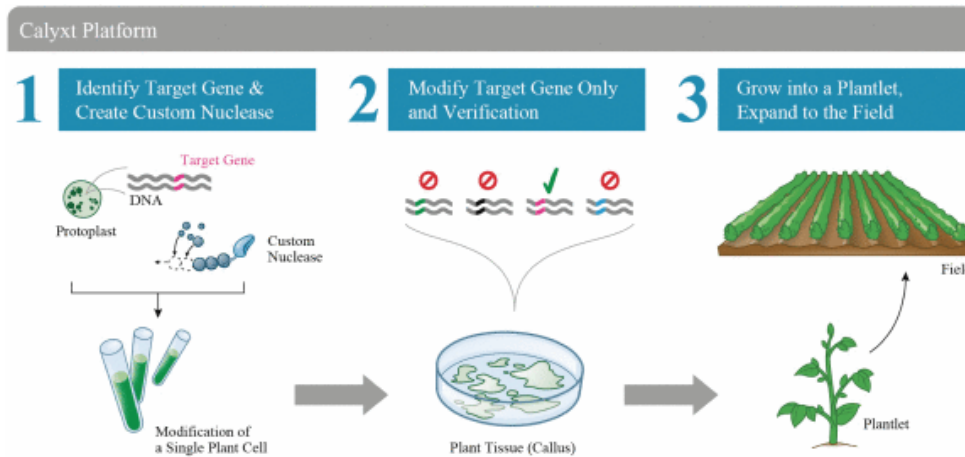 Calyxt Platform
1
Identify Target Gene &
Create Custom Nuclease
2
Modify Target Gene Only
and Verification
3
Grow into a Plantlet,
Expand to the Field
Target Gene
DNA
Protoplast
Custom
Nuclease
Modification of
a Single Plant Cell
Plant Tissue (Callus)
Field
Plantlet